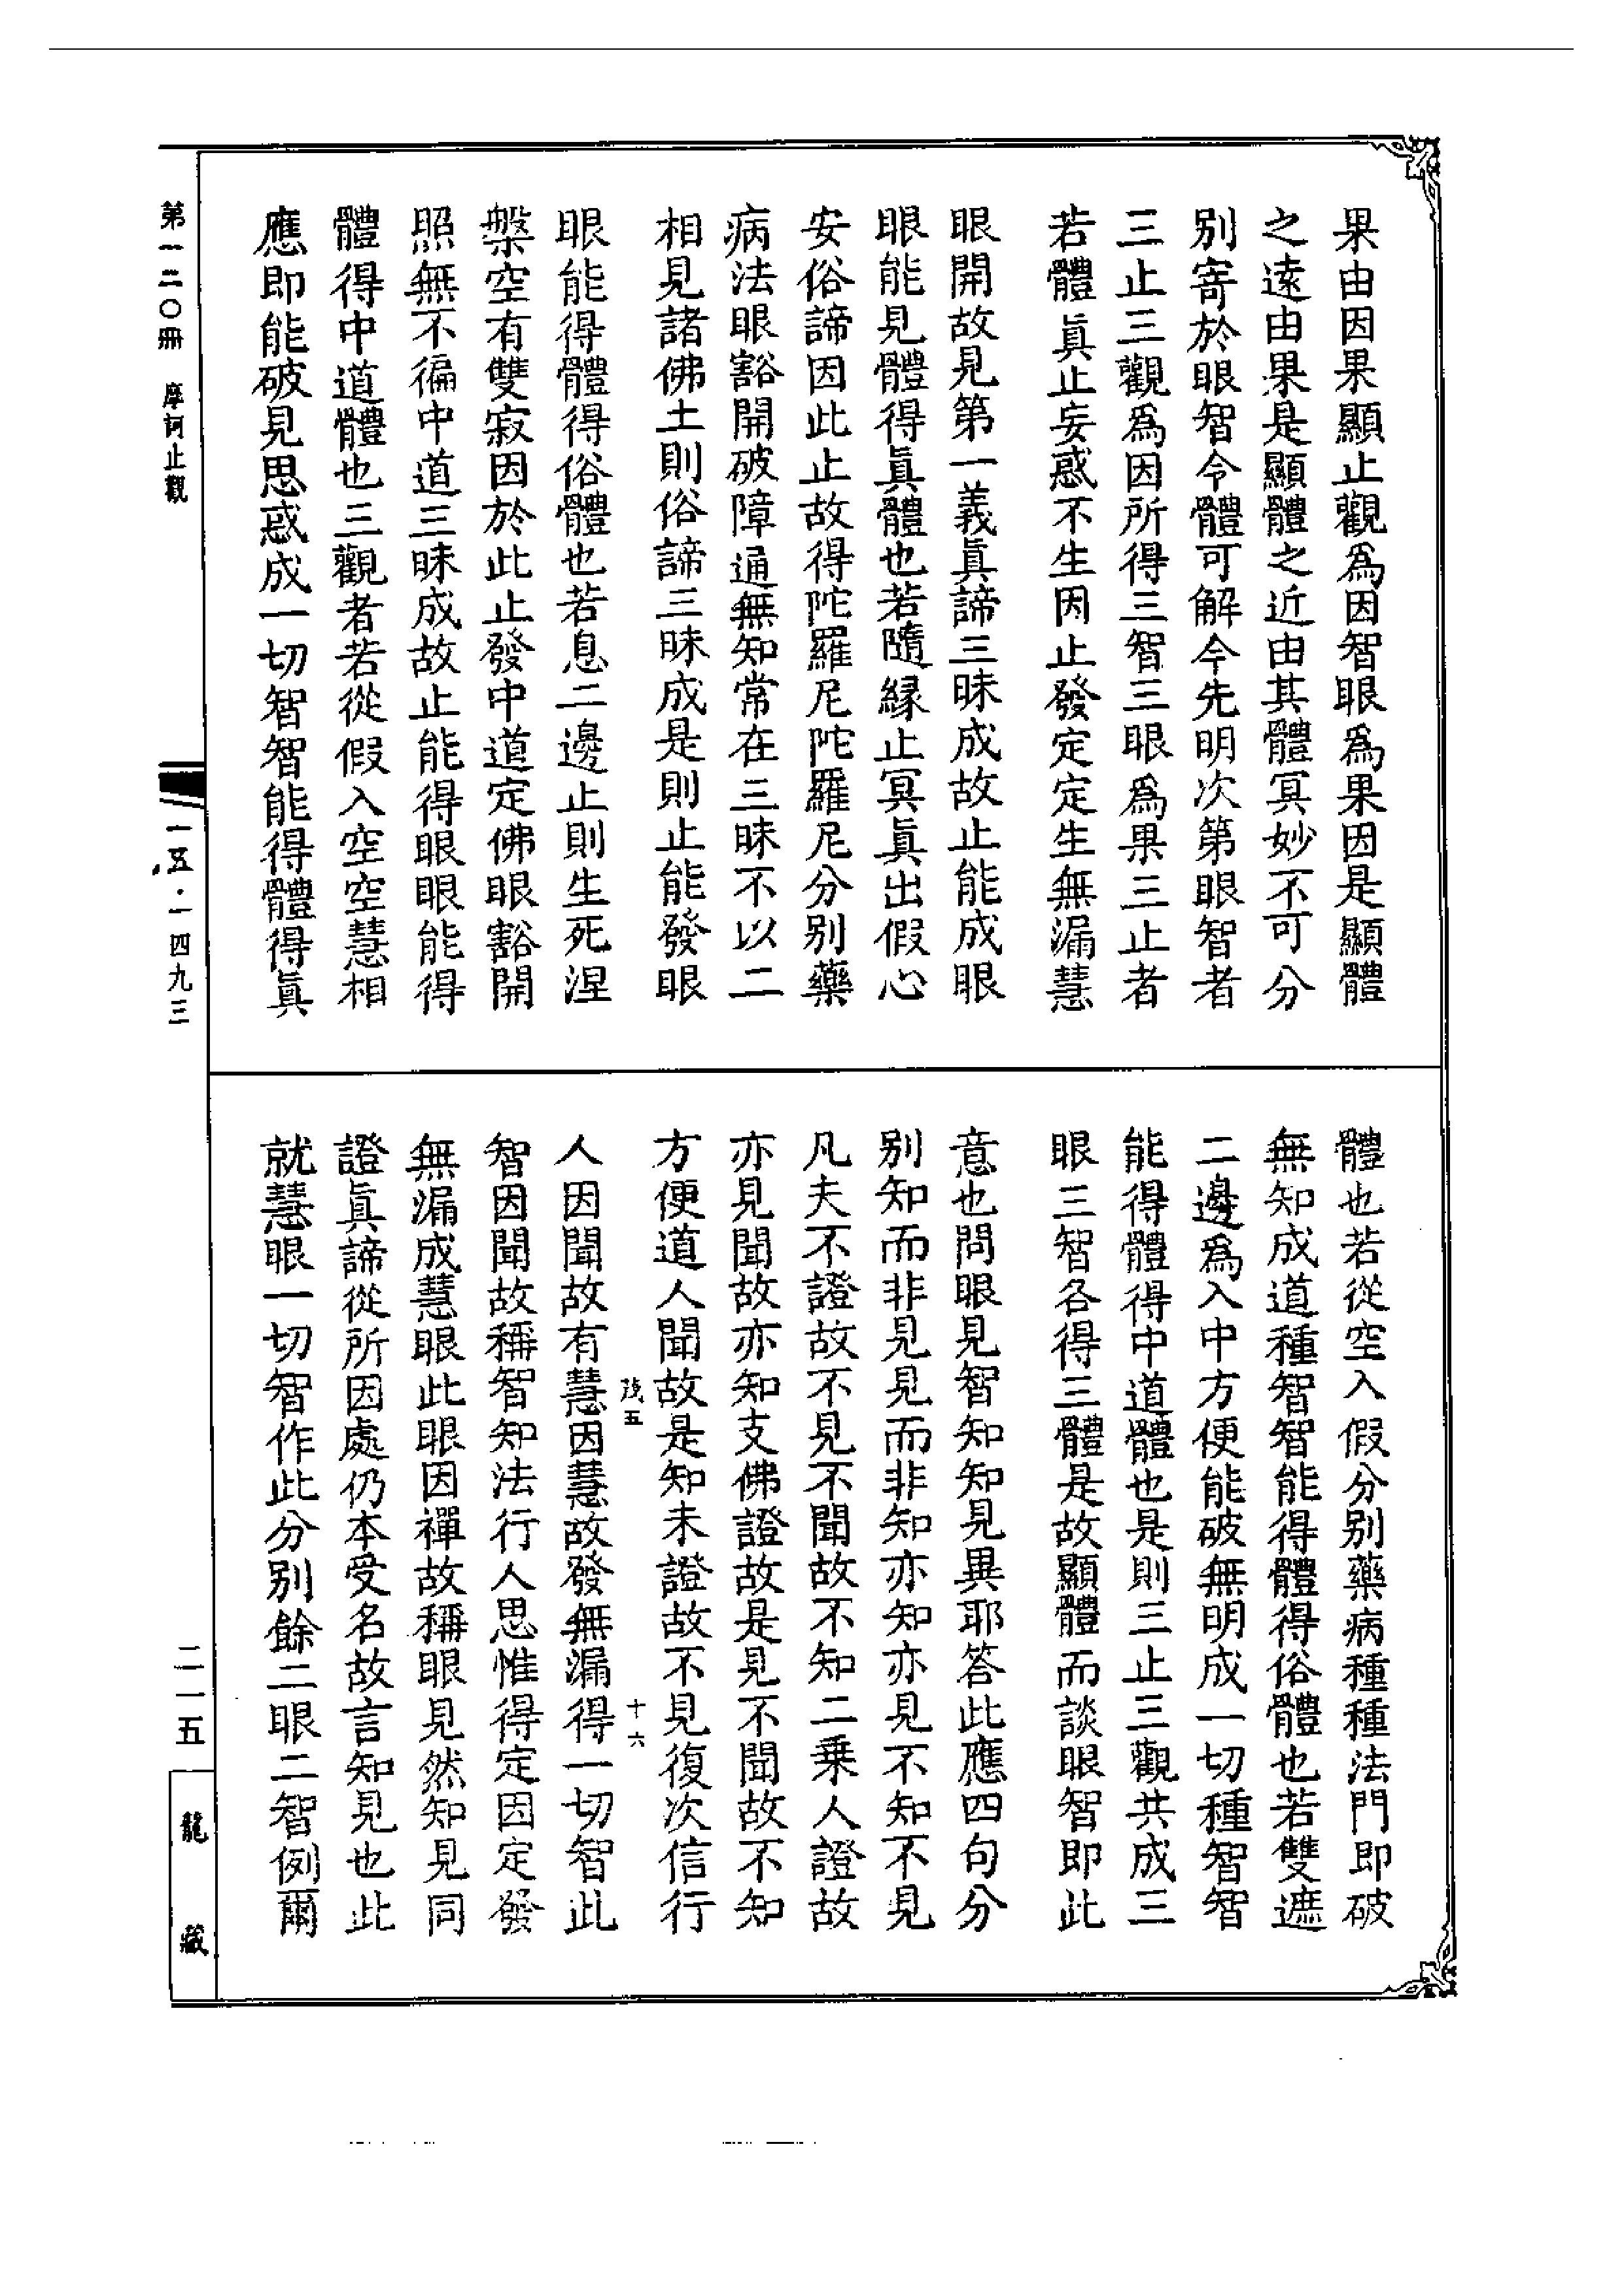 果由因果顯止觀爲因智眼爲果因是顯體
之遠由果是顯體之近由其體冥妙不可分
別寄於眼智令體可解今先明次第眼智者
三止三觀爲因所得三智三眼爲果三止者
若體眞止妄惑不生因止發定定生無漏慧
眼開故見第一義眞諦三昧成故止能成眼
眼能見體得眞體也若隨緣止冥眞出假心
安俗諦因此止故得陀羅尼陀羅尼分別藥
病法眼豁開破障通無知常在三昧不以二
相見諸佛土則俗諦三昧成是則止能發眼
眼能得體得俗體也若息二邊止則生死涅
槃空有雙寂因於此止發中道定佛眼豁開
照無不徧中道三昧成故止能得眼眼能得
體得中道體也三觀者若從假入空空慧相
應即能破見思惑成一切智智能得體得眞
體也若從空入假分別藥病種種法門即破
無知成道種智智能得體得俗體也若雙遮
二邊爲入中方便能破無明成一切種智智
能得體得中道體也是則三止三觀共成三
眼三智各得三體是故顯體而談眼智即此
意也問眼見智知知見異耶答此應四句分
別知而非見見而非知亦知亦見不知不見
凡夫不證故不見不聞故不知二乘人證故
亦見聞故亦知支佛證故是見不聞故不知
方便道人聞故是知未證故不見復次信行
茂五
十六
人因聞故有慧因慧故發無漏得一切智此
智因聞故稱智知法行人思惟得定因定發
無漏成慧眼此眼因禪故稱眼見然知見同
證眞諦從所因處仍本受名故言知見也此
就慧眼一切智作此分別餘二眼二智例爾
第一二〇冊
摩訶止觀
一五·一四九三
二一五
龍藏